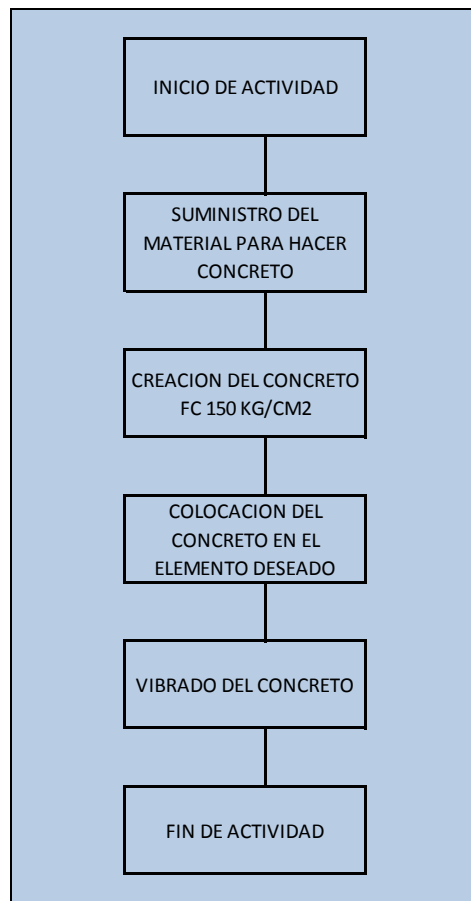 INICIO DE ACTIVIDAD
SUMINISTRO DEL
MATERIAL PARA HACER
CONCRETO
CREACION DEL CONCRETO
FC 150 KG/CM2
COLOCACION DEL
CONCRETO EN EL
ELEMENTO DESEADO
VIBRADO DEL CONCRETO
FIN DE ACTIVIDAD